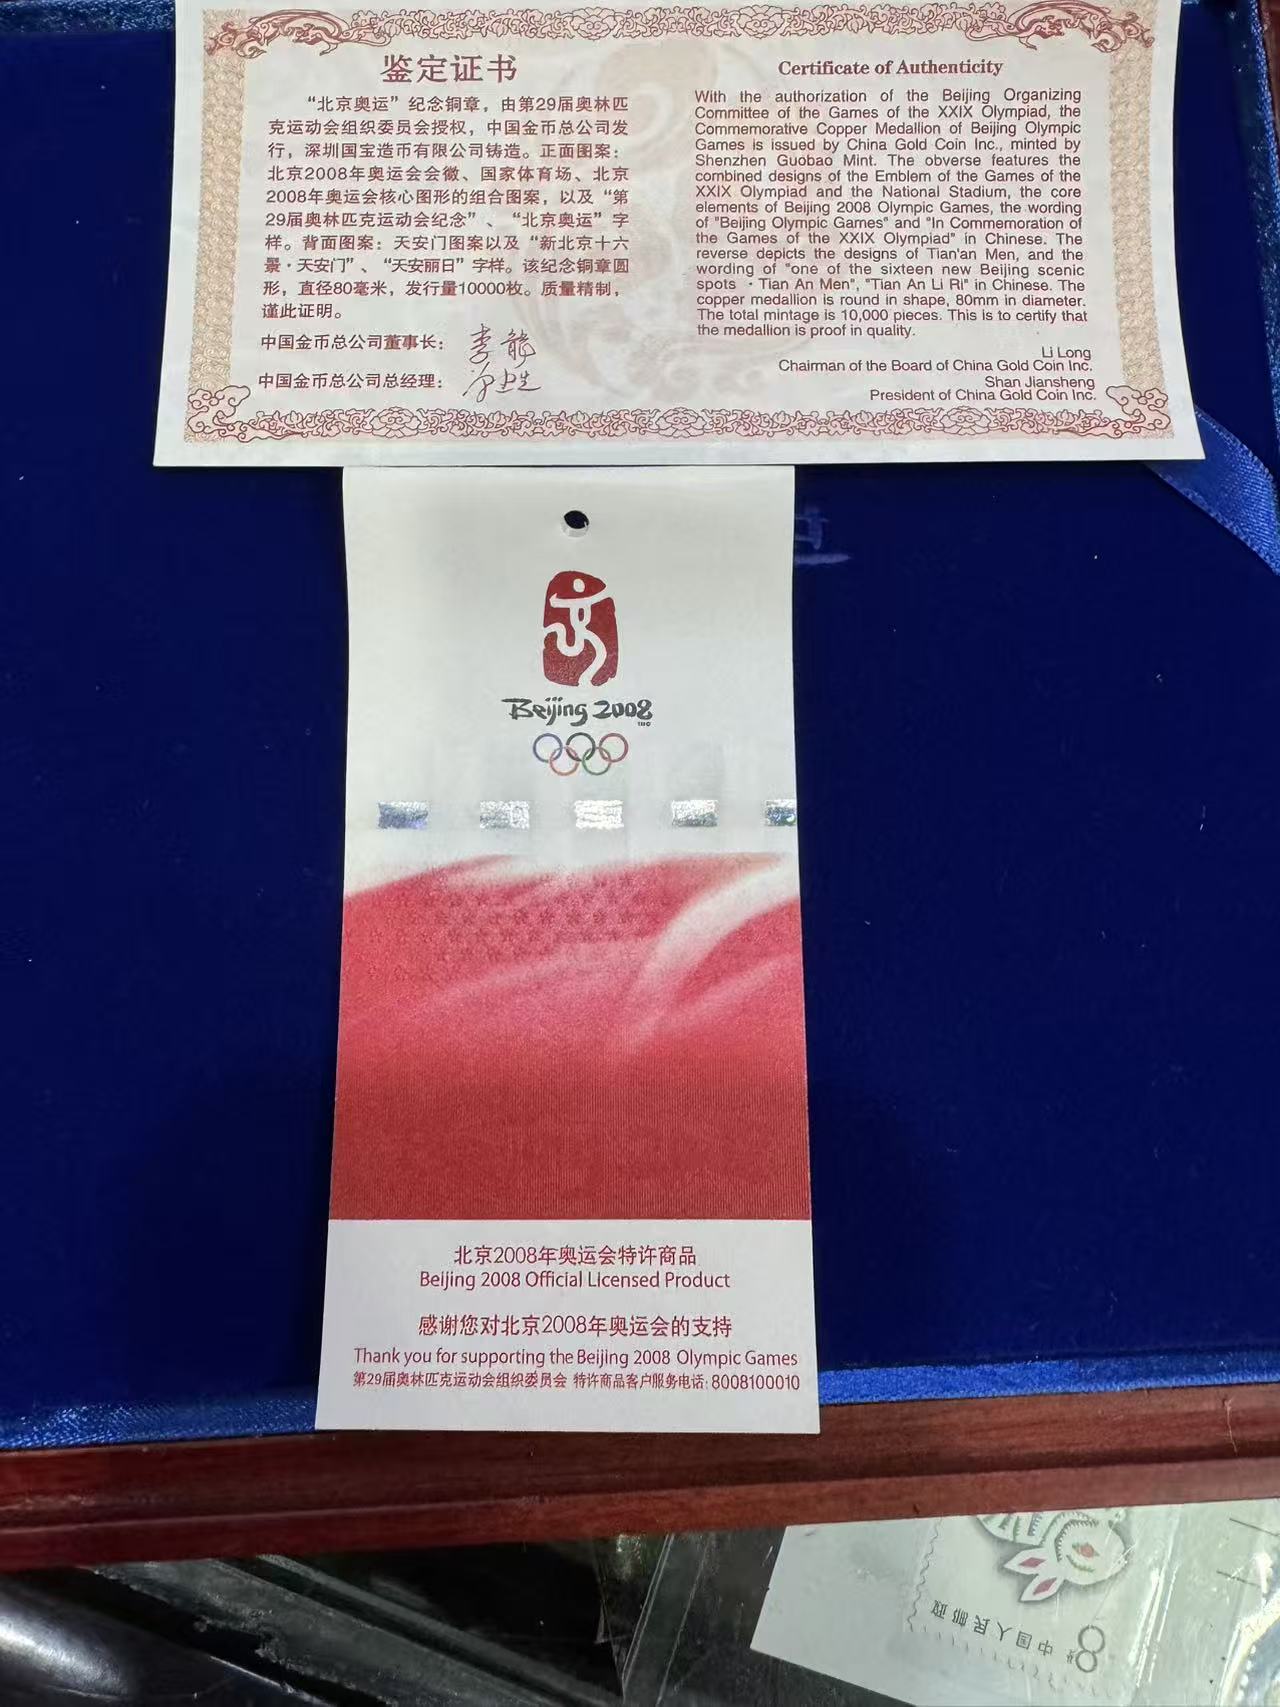 鉴定证书
“北京奥运”纪念铜章，由第29届奥林匹
克运动会组织委员会授权，中国金币总公司发
行，深圳国宝造币有限公司铸造。正面图案：
北京2008年奥运会会徽、国家体育场、北京
2008年奥运会核心图形的组合图案，以及“第
29届奥林匹克运动会纪念”、“北京奥运”字
样。背面图案：天安门图案以及“新北京十六
景·天安门”、“天安丽日”字样。该纪念铜章圆
形，直径80毫米，发行量10000枚。质量精制，
谨此证明。
中国金币总公司董事长：
中国金币总公司总经理：
Certificate of Authenticity
With the authorization of the Beijing Organizing
Committee of the Games of the XXIX Olympiad, the
Commemorative Copper Medallion of Beijing Olympic
Games is issued by China Gold Coin Inc., minted by
Shenzhen Guobao Mint. The obverse features the
combined designs of the Emblem of the Games of the
XXIX Olympiad and the National Stadium, the core
elements of Beijing 2008 Olympic Games, the wording
of "Beijing Olympic Games" and "In Commemoration of
the Games of the XXIX Olympiad" in Chinese. The
reverse depicts the designs of Tian'an Men, and the
wording of "one of the sixteen new Beijing scenic
spots ・Tian An Men", "Tian An Li Ri" in Chinese. The
copper medallion is round in shape, 80mm in diameter.
The total mintage is 10,000 pieces. This is to certify that
the medallion is proof in quality.
Li Long
Chairman of the Board of China Gold Coin Inc.
Shan Jiansheng
President of China Gold Coin Inc.
Beijing 2008
北京2008年奥运会特许商品
Beijing 2008 Official Licensed Product
感谢您对北京2008年奥运会的支持
Thank you for supporting the Beijing 2008 Olympic Games
第29届奥林匹克运动会组织委员会 特许商品客户服务电话: 8008100010
8分 中国人民邮政